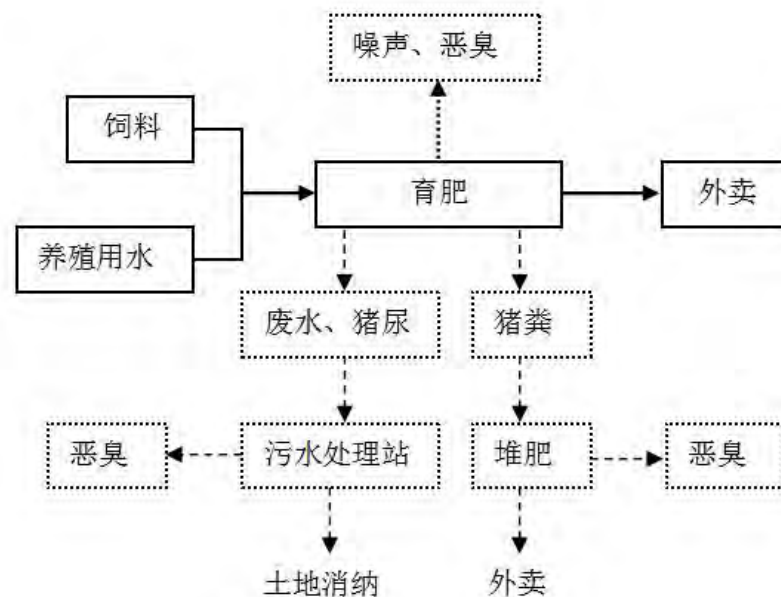 噪声、恶臭
饲料
育肥
外卖
养殖用水
废水、猪尿
猪粪
恶臭
污水处理站
堆肥
恶臭
土地消纳
外卖